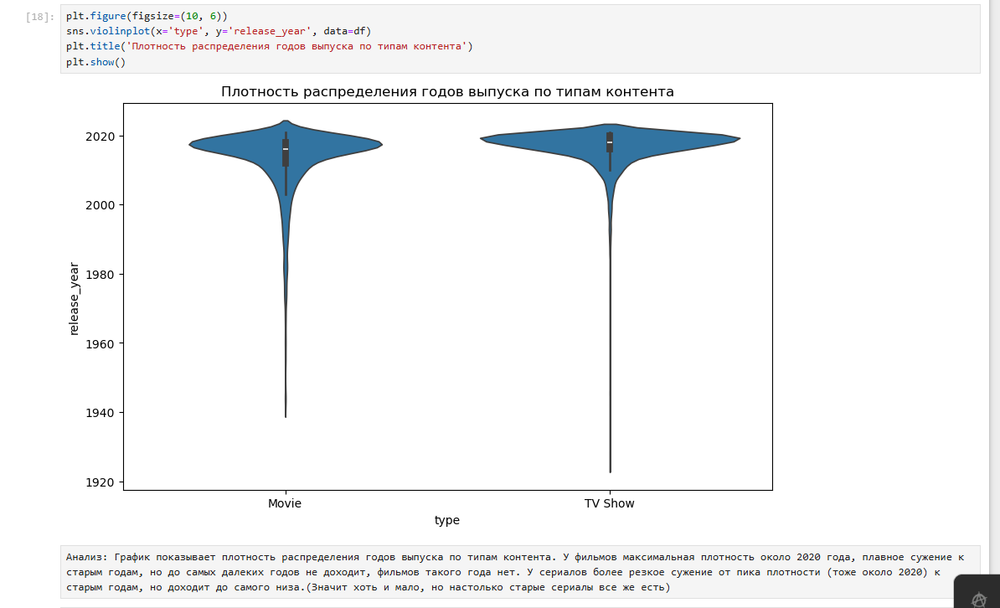 [18]:
plt.figure(figsize=(10, 6))
sns.violinplot(x='type', y='release_year', data=df)
plt.title('Плотность распределения годов выпуска по типам контента')
plt.show()
Плотность распределения годов выпуска по типам контента
2020
2000
1980
1960
1940
1920
release_year
Movie
TV Show
type
Анализ: График показывает плотность распределения годов выпуска по типам контента. У фильмов максимальная плотность около 2020 года, плавное сужение к
старым годам, но до самых далеких годов не доходит, фильмов такого года нет. У сериалов более резкое сужение от пика плотности (тоже около 2020) к
старым годам, но доходит до самого низа.(Значит хоть и мало, но настолько старые сериалы все же есть)